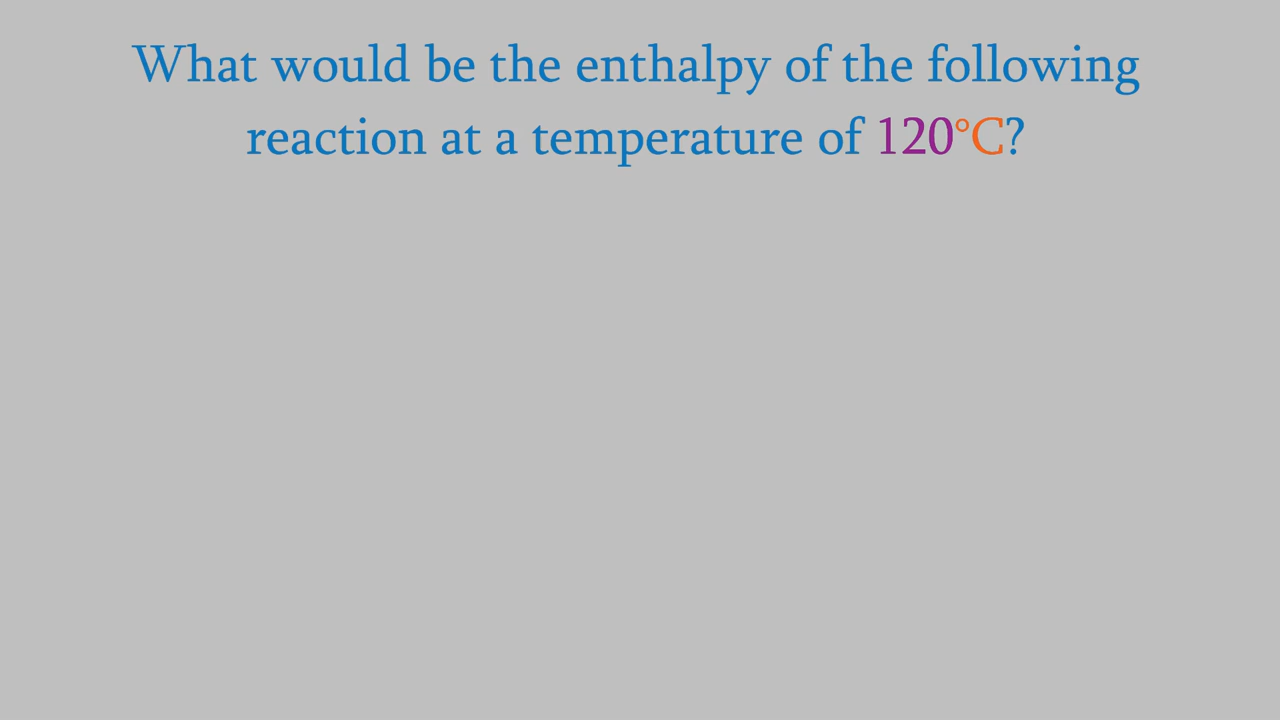 What would be the enthalpy of the following
reaction at a temperature of 120°C?